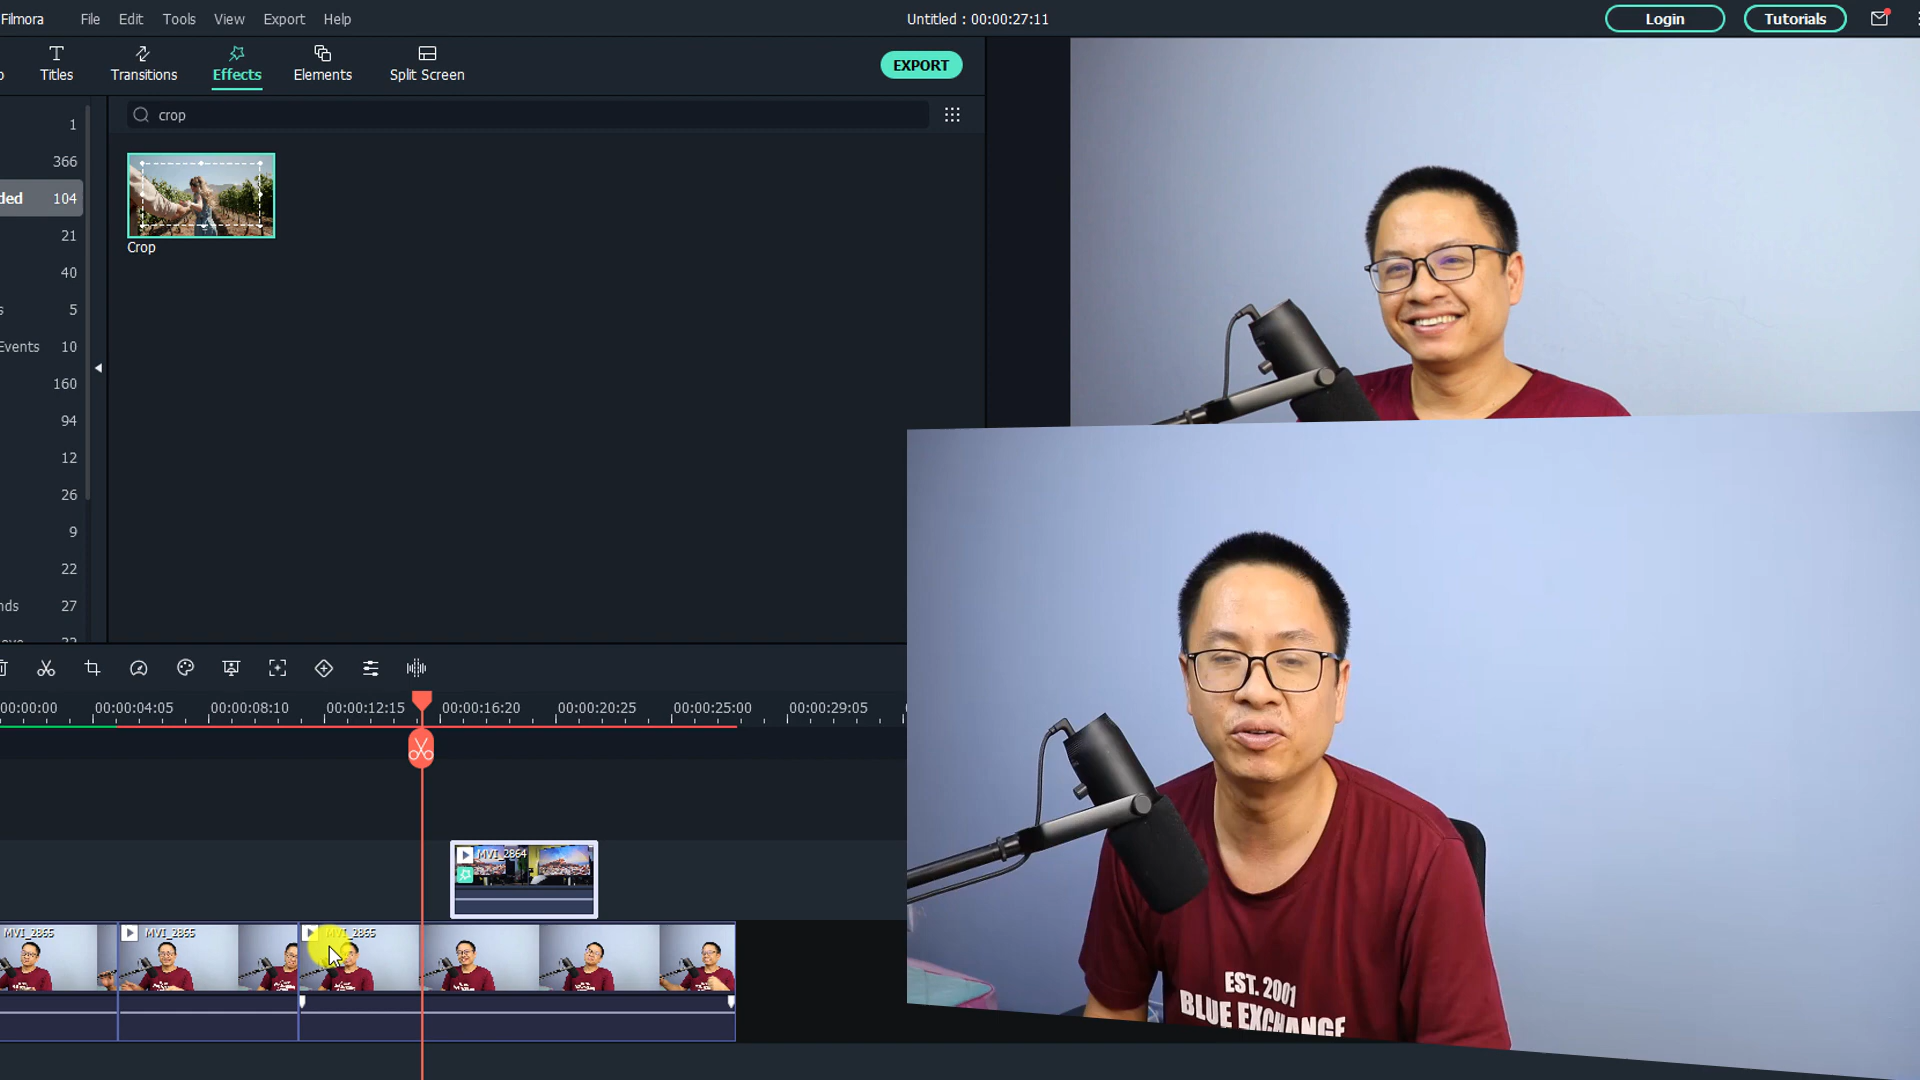 Filmora File Edit Tools View Export Help Untitled : 00:00:27:11 Login Tutorials
Titles Transitions Effects Elements Split Screen EXPORT
crop
1
366
ded 104
21
40
s 5
Events 10
160
94
12
26
9
22
nds 27
Crop
00:00:00 00:00:04:05 00:00:08:10 00:00:12:15 00:00:16:20 00:00:20:25 00:00:25:00 00:00:29:05
MVI_2864
MVI_2865 MVI_2865 MVI_2865
EST. 2001
BLUE EXCHANGE